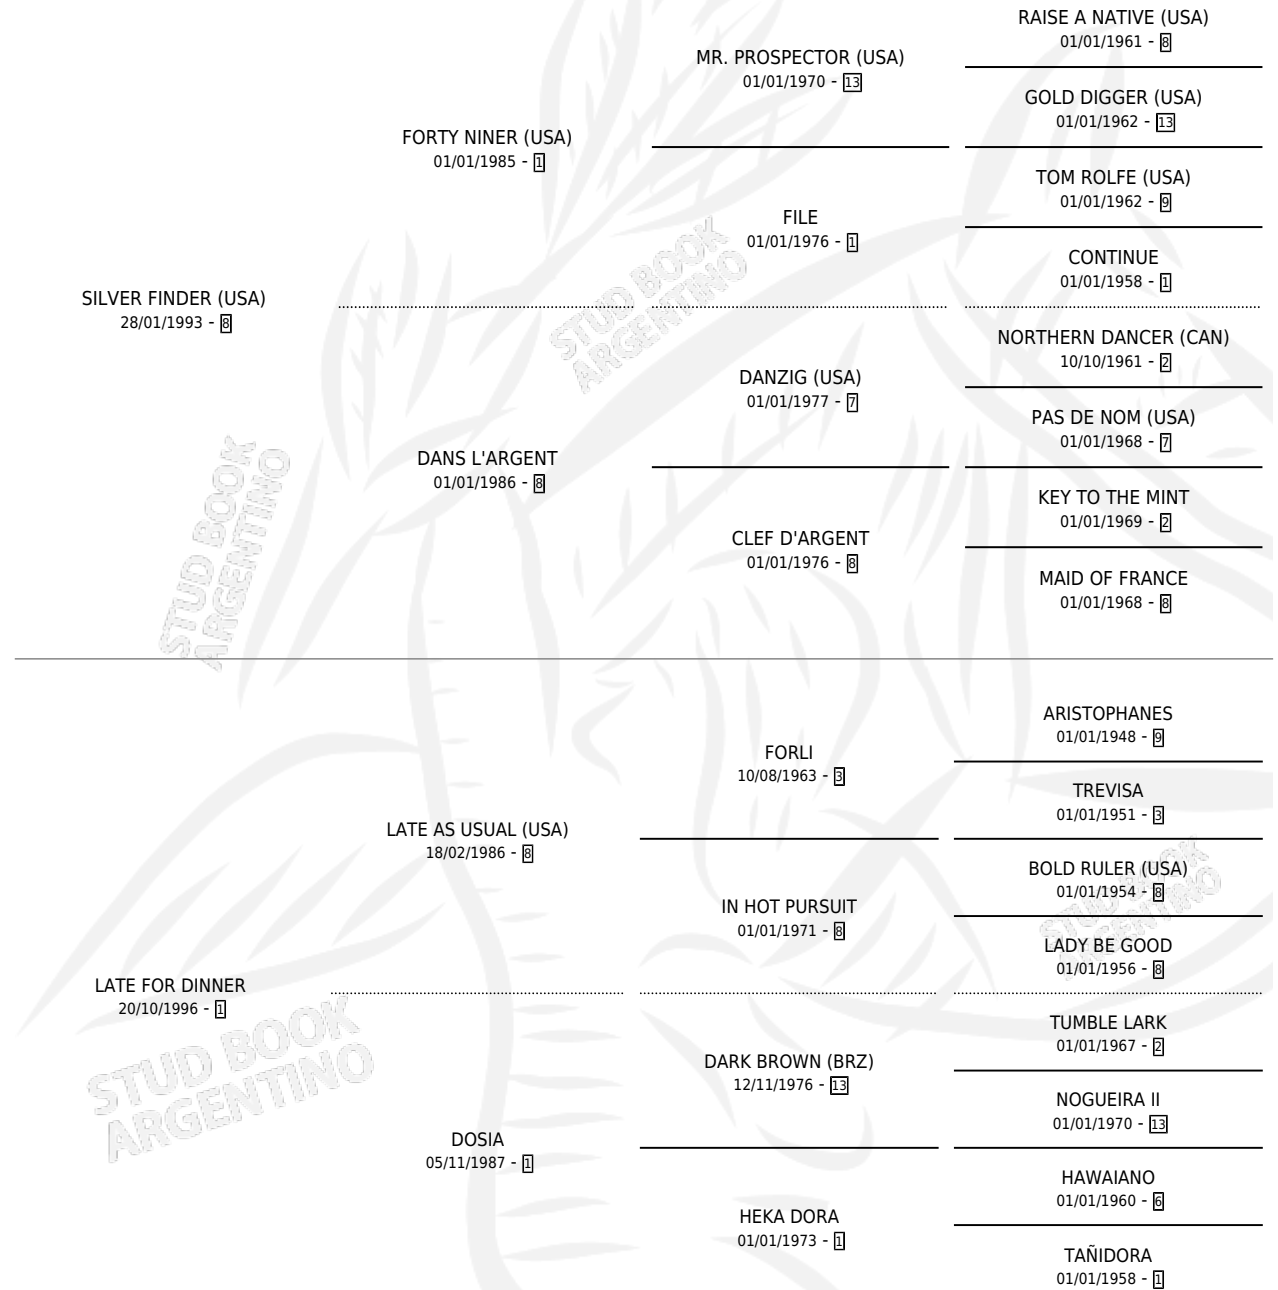 RAISE A NATIVE (USA)
01/01/1961 - 8
MR. PROSPECTOR (USA)
01/01/1970 - 13
GOLD DIGGER (USA)
01/01/1962 - 13
FORTY NINER (USA)
01/01/1985 - 1
TOM ROLFE (USA)
01/01/1962 - 9
FILE
01/01/1976 - 1
CONTINUE
01/01/1958 - 1
SILVER FINDER (USA)
28/01/1993 - 8
NORTHERN DANCER (CAN)
10/10/1961 - 2
DANZIG (USA)
01/01/1977 - 7
PAS DE NOM (USA)
01/01/1968 - 7
DANS L'ARGENT
01/01/1986 - 8
KEY TO THE MINT
01/01/1969 - 2
CLEF D'ARGENT
01/01/1976 - 8
MAID OF FRANCE
01/01/1968 - 8
ARISTOPHANES
01/01/1948 - 9
FORLI
10/08/1963 - 3
TREVISA
01/01/1951 - 3
LATE AS USUAL (USA)
18/02/1986 - 8
BOLD RULER (USA)
01/01/1954 - 8
IN HOT PURSUIT
01/01/1971 - 8
LADY BE GOOD
01/01/1956 - 8
LATE FOR DINNER
20/10/1996 - 1
TUMBLE LARK
01/01/1967 - 2
DARK BROWN (BRZ)
12/11/1976 - 13
NOGUEIRA II
01/01/1970 - 13
DOSIA
05/11/1987 - 1
HAWAIANO
01/01/1960 - 6
HEKA DORA
01/01/1973 - 1
TAÑIDORA
01/01/1958 - 1
STUD BOOK
ARGENTINO
STUD BOOK
ARGENTINO
STUD BOOK
ARGENTINO
STUD BOOK
ARGENTINO